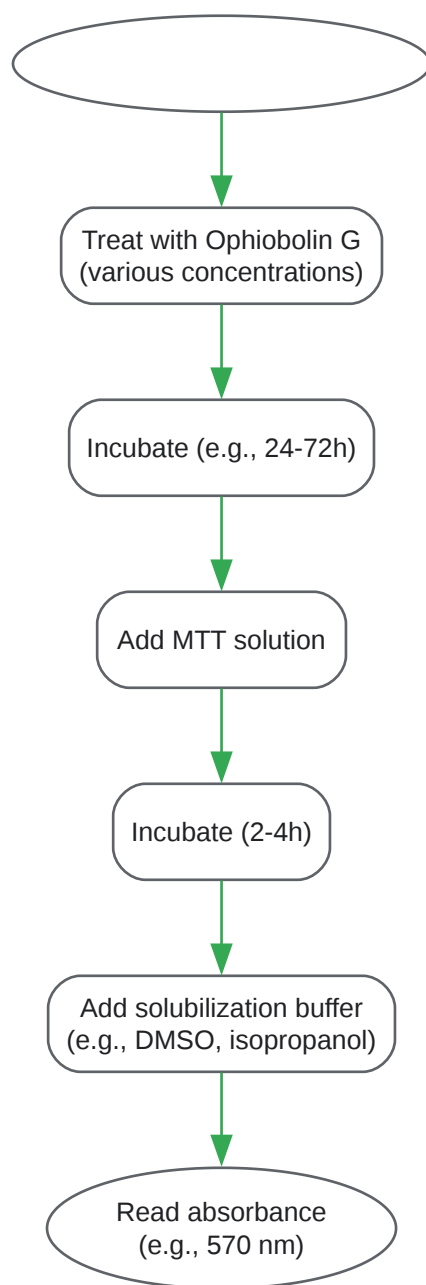 Treat with Ophiobolin G
(various concentrations)
Incubate (e.g., 24-72h)
Add MTT solution
Incubate (2-4h)
Add solubilization buffer
(e.g., DMSO, isopropanol)
Read absorbance
(e.g., 570 nm)